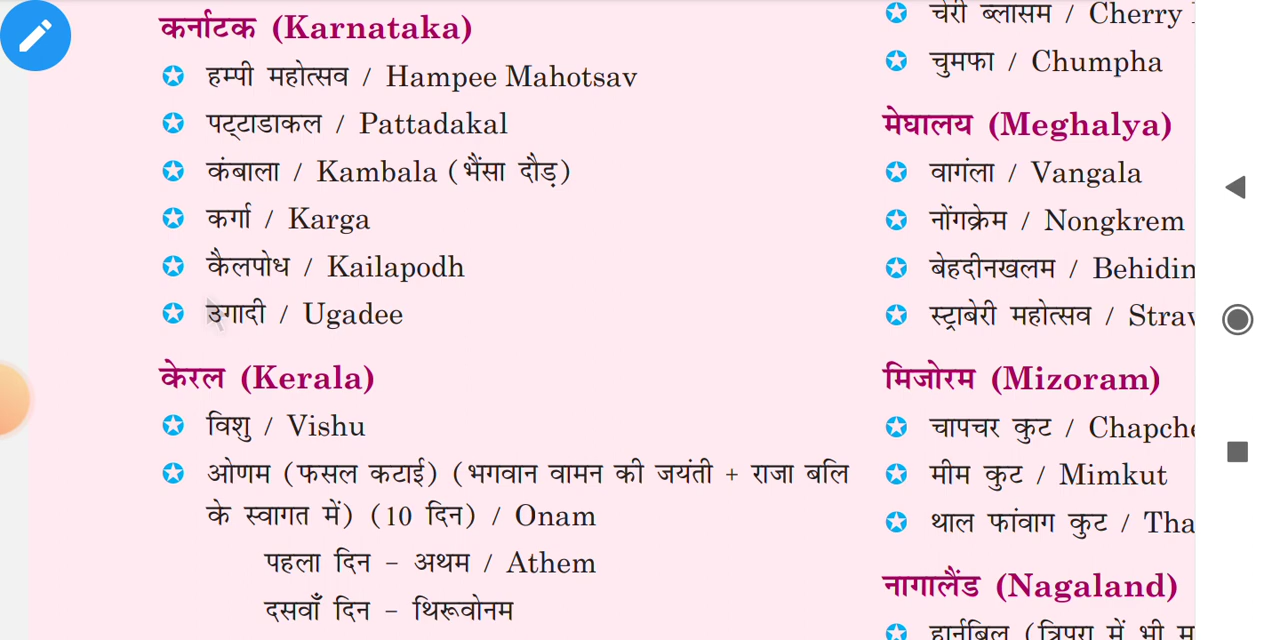 कर्नाटक (Karnataka)
हम्पी महोत्सव / Hampee Mahotsav
पट्टाडाकल / Pattadakal
कंबाला / Kambala (भैंसा दौड़)
कर्गा / Karga
कैलपोध / Kailapodh
उगादी / Ugadee
केरल (Kerala)
विशु / Vishu
ओणम (फसल कटाई) (भगवान वामन की जयंती + राजा बलि
के स्वागत में) (10 दिन) / Onam
पहला दिन - अथम / Athem
दसवाँ दिन - थिरूवोनम
चेरी ब्लासम / Cherry
चुमफा / Chumpha
मेघालय (Meghalya)
वागंला / Vangala
नोंगक्रेम / Nongkrem
बेहदीनखलम / Behidin
स्ट्राबेरी महोत्सव / Straw
मिजोरम (Mizoram)
चापचर कुट / Chapche
मीम कुट / Mimkut
थाल फांवाग कुट / Tha
नागालैंड (Nagaland)
हार्नबिल (त्रिपुरा में भी